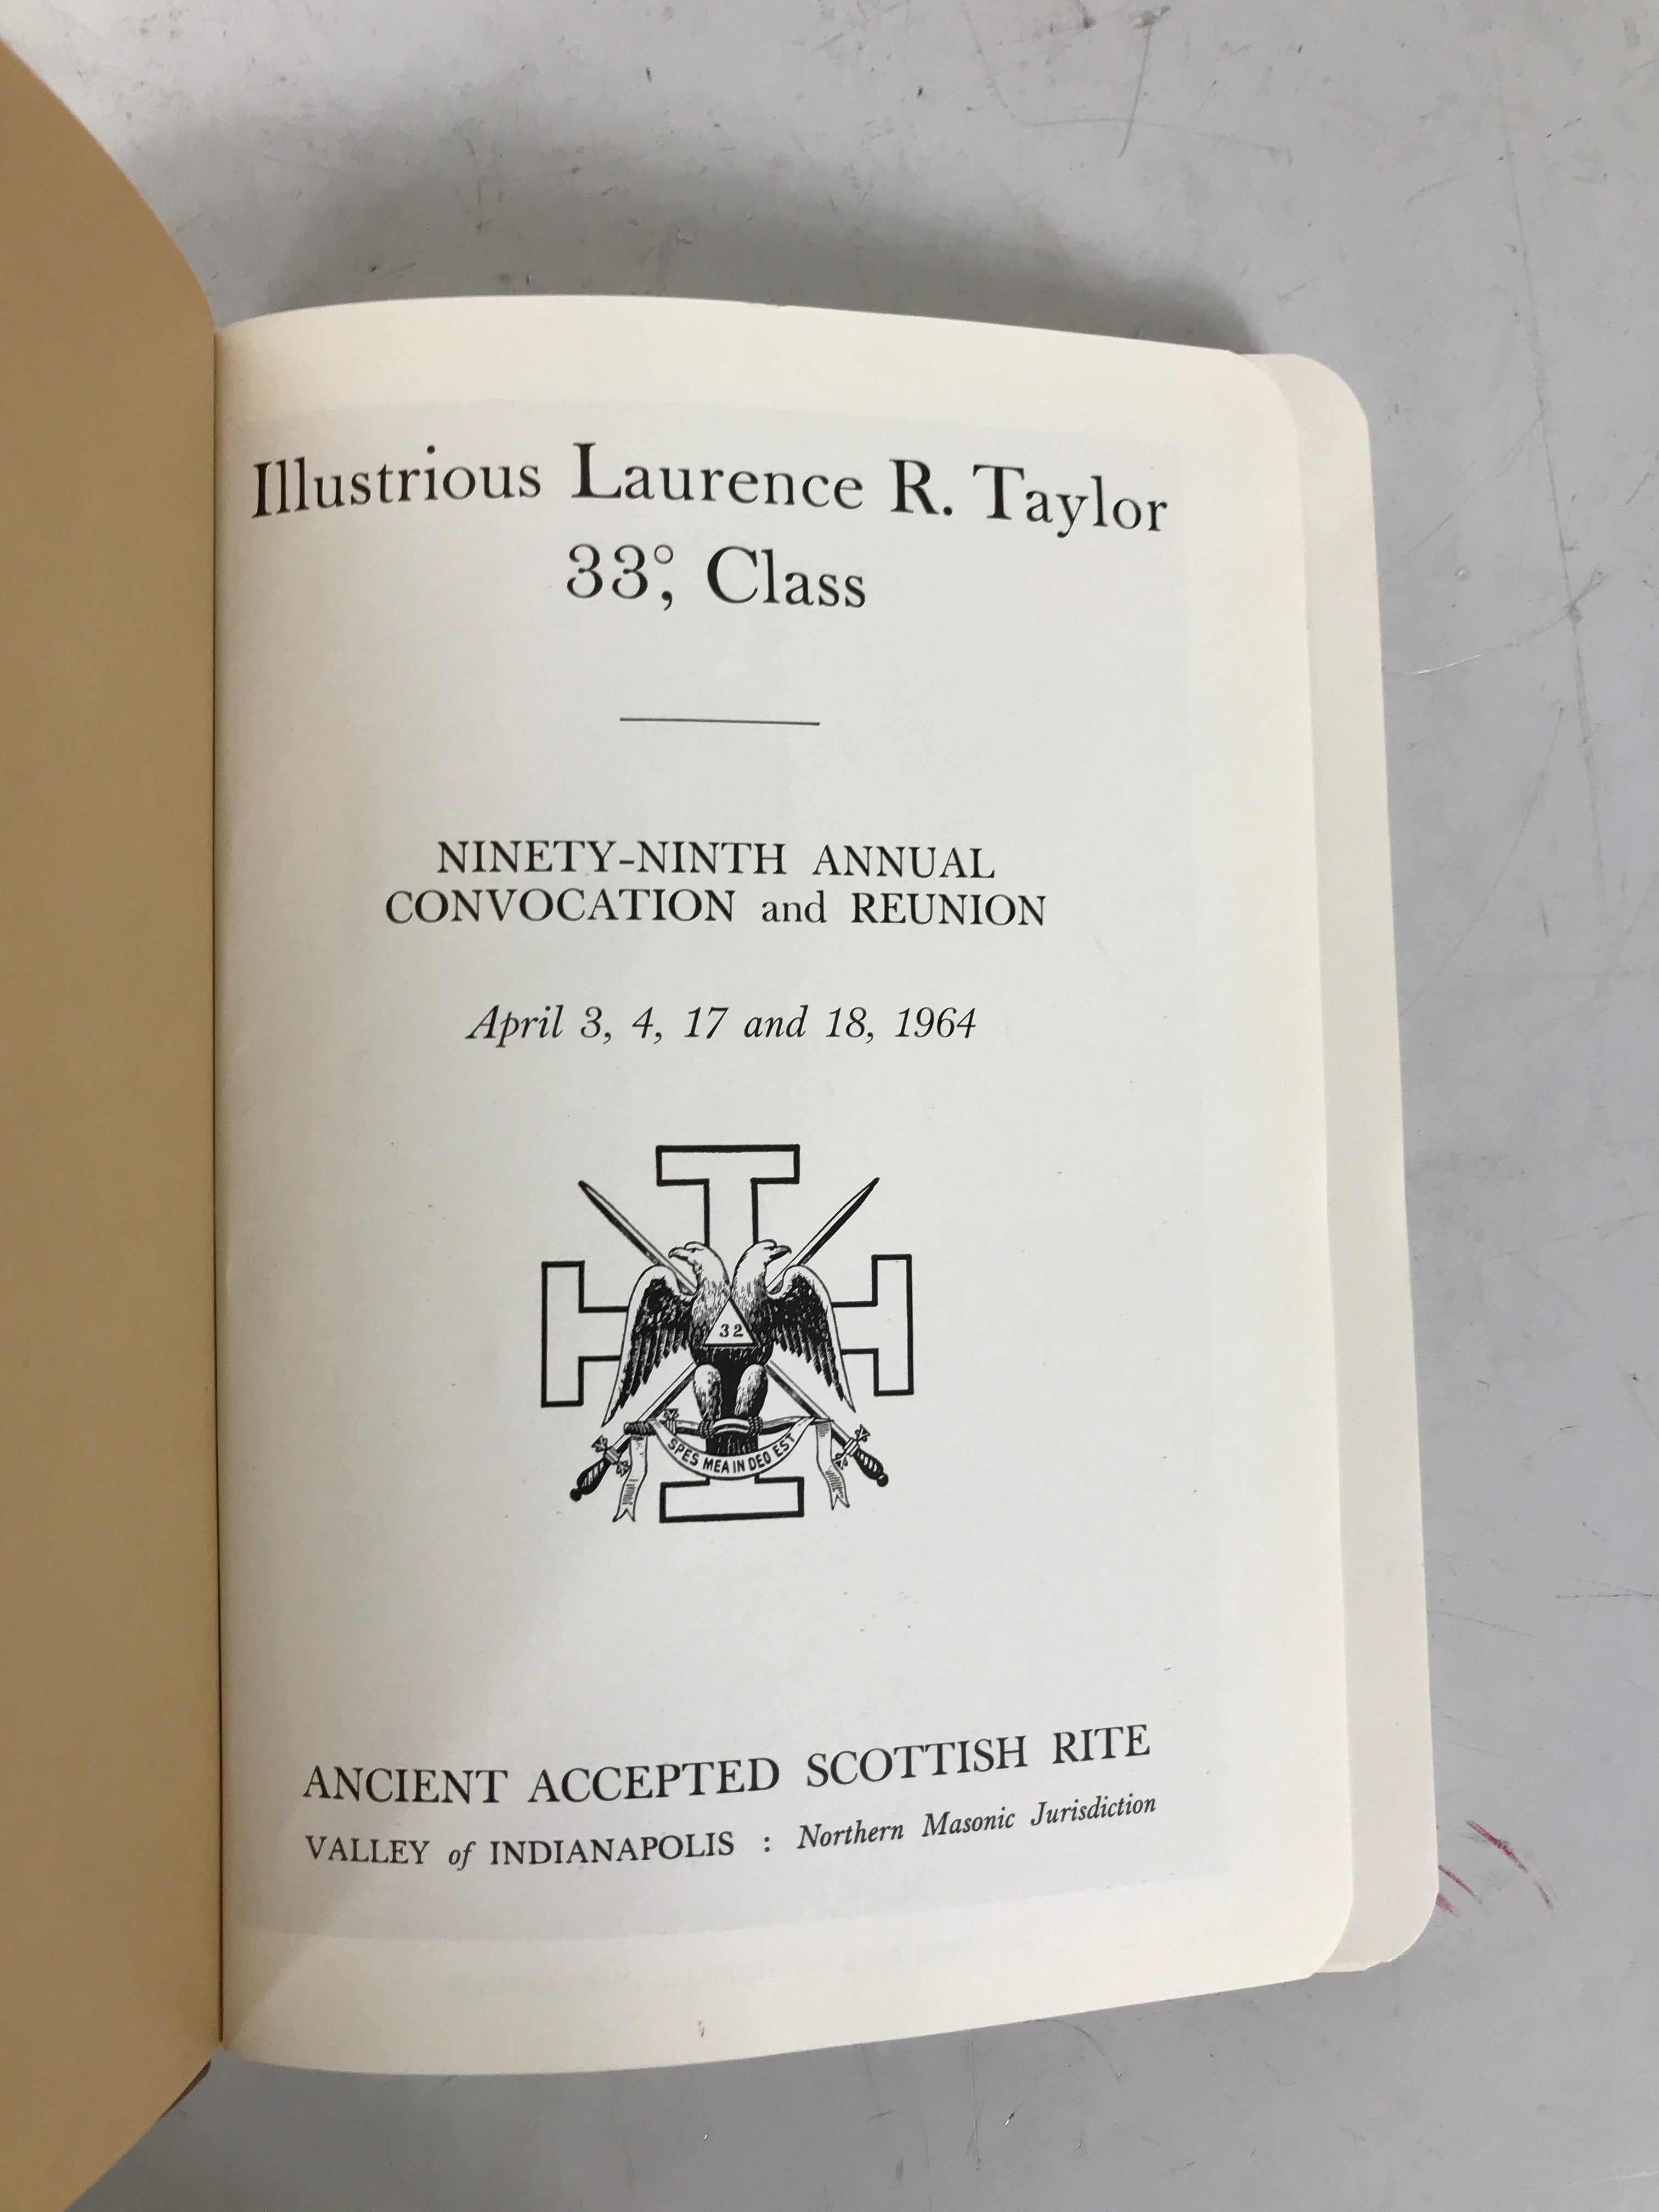 Illustrious Laurence R. Taylor
33°, Class
NINETY-NINTH ANNUAL
CONVOCATION and REUNION
April 3, 4, 17 and 18, 1964
32
SPES MEA IN DEO EST
ANCIENT ACCEPTED SCOTTISH RITE
VALLEY of INDIANAPOLIS : Northern Masonic Jurisdiction